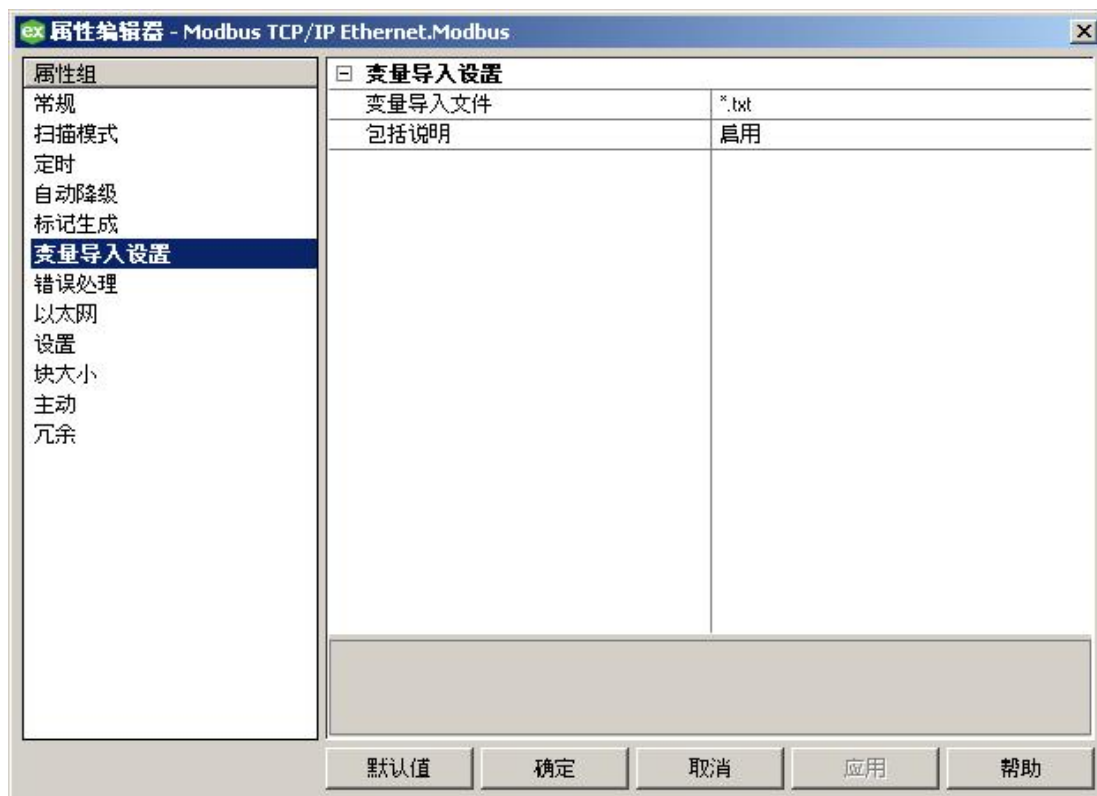 ex 属性编辑器 - Modbus TCP/IP Ethernet.Modbus
属性组
常规
扫描模式
定时
自动降级
标记生成
变量导入设置
错误处理
以太网
设置
块大小
主动
冗余
变量导入设置
变量导入文件 *.txt
包括说明 启用
默认值 确定 取消 应用 帮助